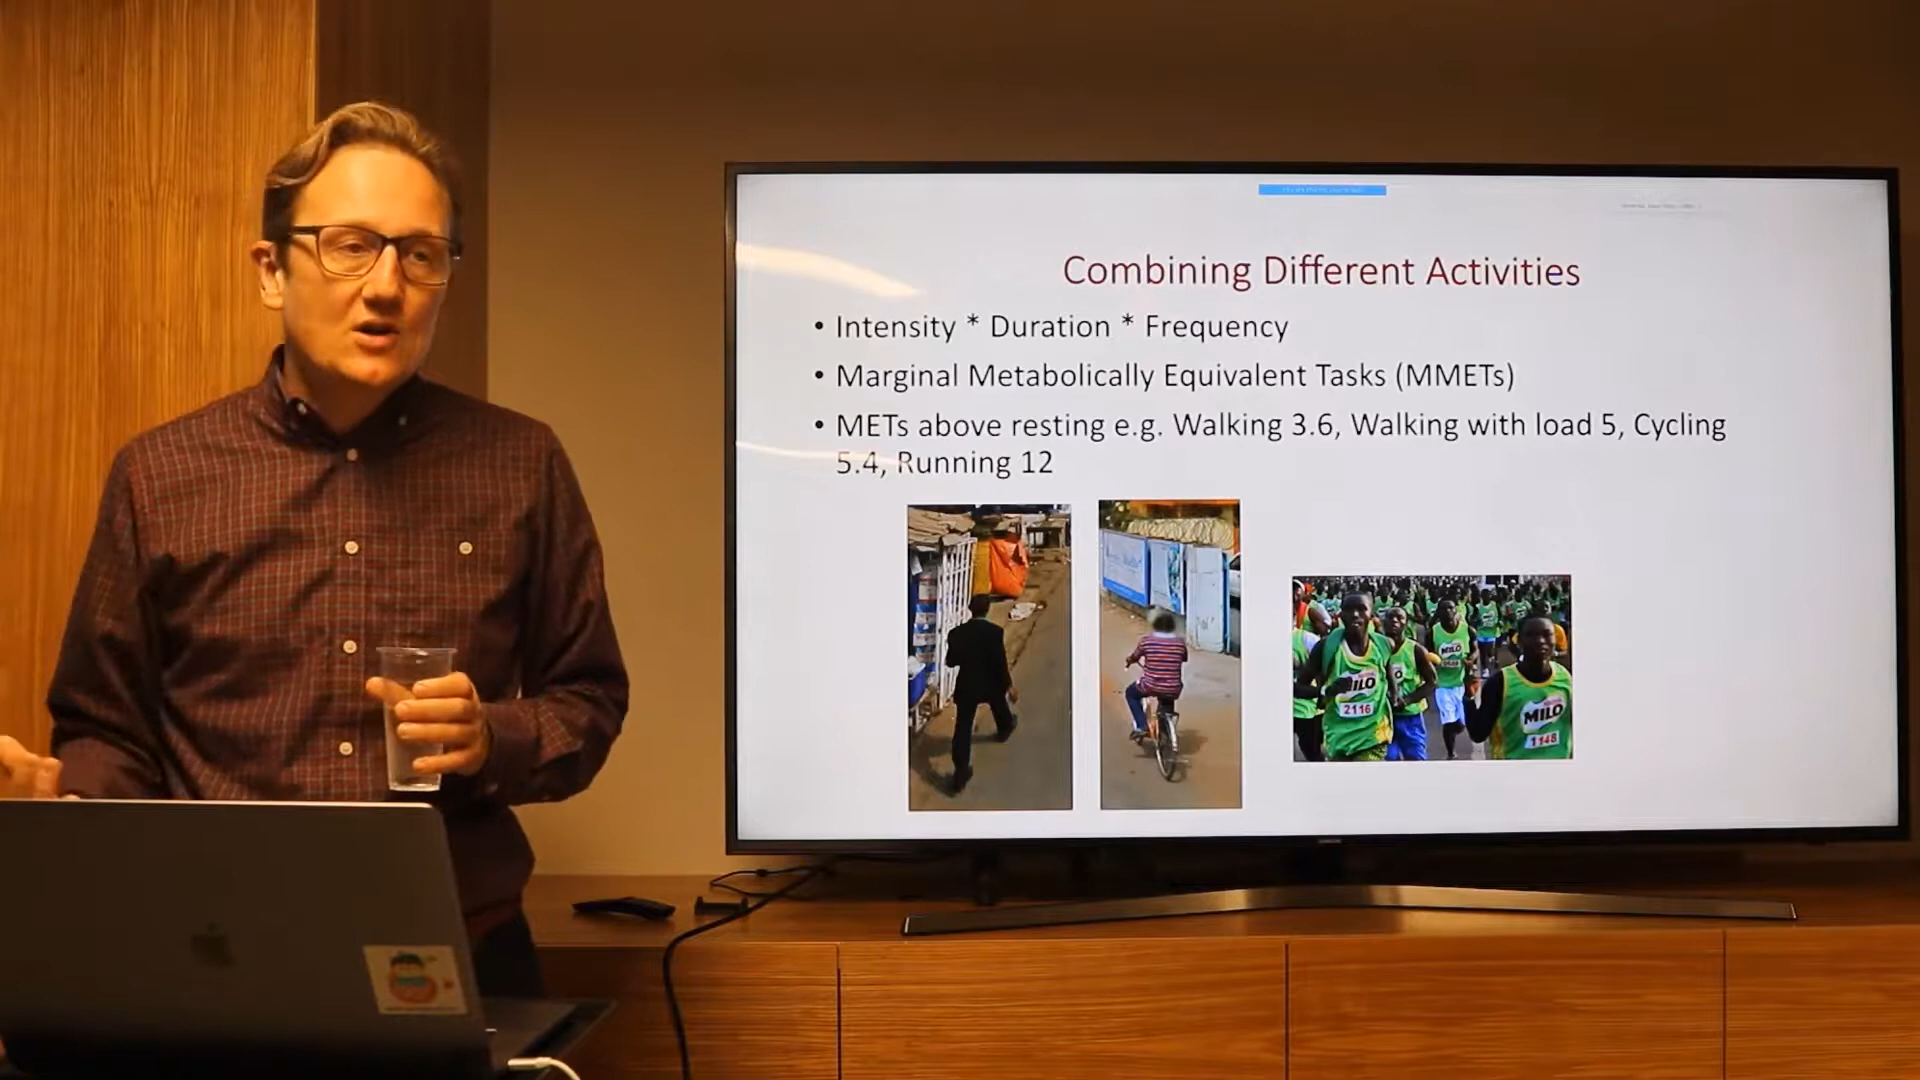 Combining Different Activities
• Intensity * Duration * Frequency
• Marginal Metabolically Equivalent Tasks (MMETs)
• METs above resting e.g. Walking 3.6, Walking with load 5, Cycling
5.4, Running 12
MILO
2116
MILO
MILO
1148